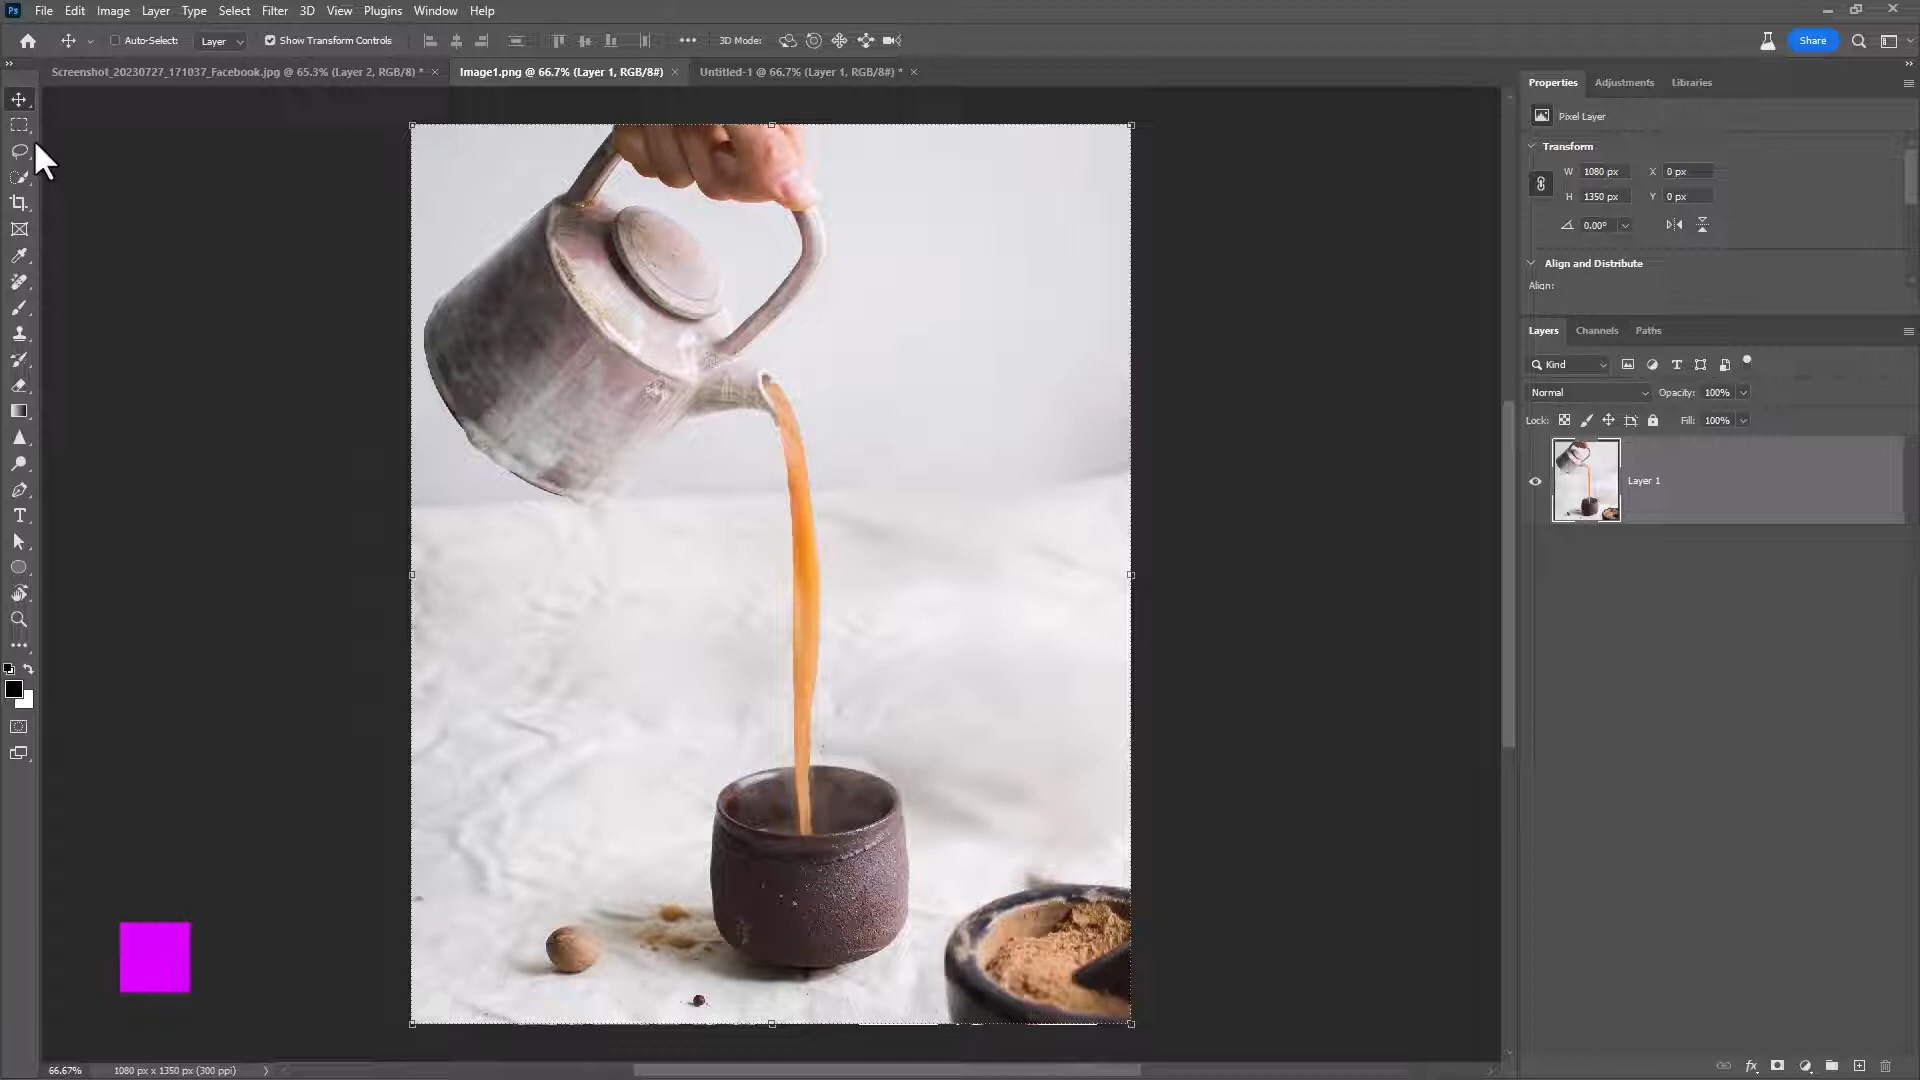 Ps File Edit Image Layer Type Select Filter 3D View Plugins Window Help
Auto-Select: Layer Show Transform Controls 3D Mode: Share
Screenshot_20230727_171037_Facebook.jpg @ 65.3% (Layer 2, RGB/8) * Image1.png @ 66.7% (Layer 1, RGB/8#) Untitled-1 @ 66.7% (Layer 1, RGB/8#) *
Properties Adjustments Libraries
Pixel Layer
Transform
W 1080 px X 0 px
H 1350 px Y 0 px
0.00°
Align and Distribute
Align:
Layers Channels Paths
Kind
Normal Opacity: 100%
Lock: Fill: 100%
Layer 1
T
fx
66.67% 1080 px x 1350 px (300 ppi)